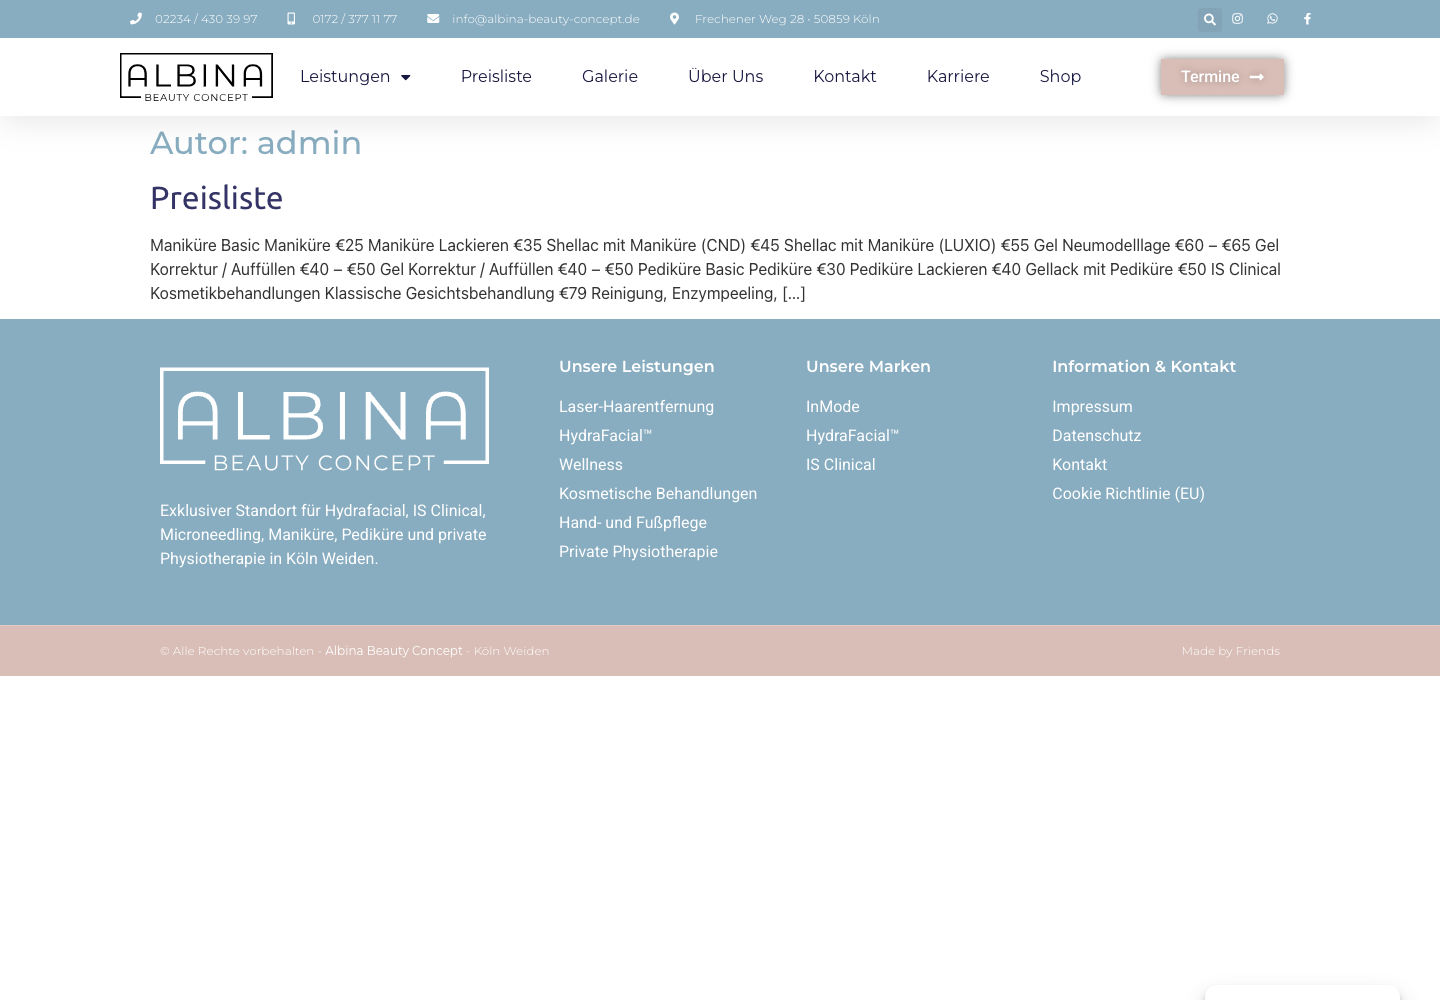 02234 / 430 39 97
0172 / 377 11 77
info@albina-beauty-concept.de
Frechener Weg 28 · 50859 Köln
ALBINA
BEAUTY CONCEPT
Leistungen
Preisliste
Galerie
Über Uns
Kontakt
Karriere
Shop
Termine
Autor: admin
Preisliste
Maniküre Basic Maniküre €25 Maniküre Lackieren €35 Shellac mit Maniküre (CND) €45 Shellac mit Maniküre (LUXIO) €55 Gel Neumodelllage €60 – €65 Gel
Korrektur / Auffüllen €40 – €50 Gel Korrektur / Auffüllen €40 – €50 Pediküre Basic Pediküre €30 Pediküre Lackieren €40 Gellack mit Pediküre €50 IS Clinical
Kosmetikbehandlungen Klassische Gesichtsbehandlung €79 Reinigung, Enzympeeling, […]
ALBINA
BEAUTY CONCEPT
Exklusiver Standort für Hydrafacial, IS Clinical,
Microneedling, Maniküre, Pediküre und private
Physiotherapie in Köln Weiden.
Unsere Leistungen
Laser-Haarentfernung
HydraFacial™
Wellness
Kosmetische Behandlungen
Hand- und Fußpflege
Private Physiotherapie
Unsere Marken
InMode
HydraFacial™
IS Clinical
Information & Kontakt
Impressum
Datenschutz
Kontakt
Cookie Richtlinie (EU)
© Alle Rechte vorbehalten - Albina Beauty Concept - Köln Weiden
Made by Friends